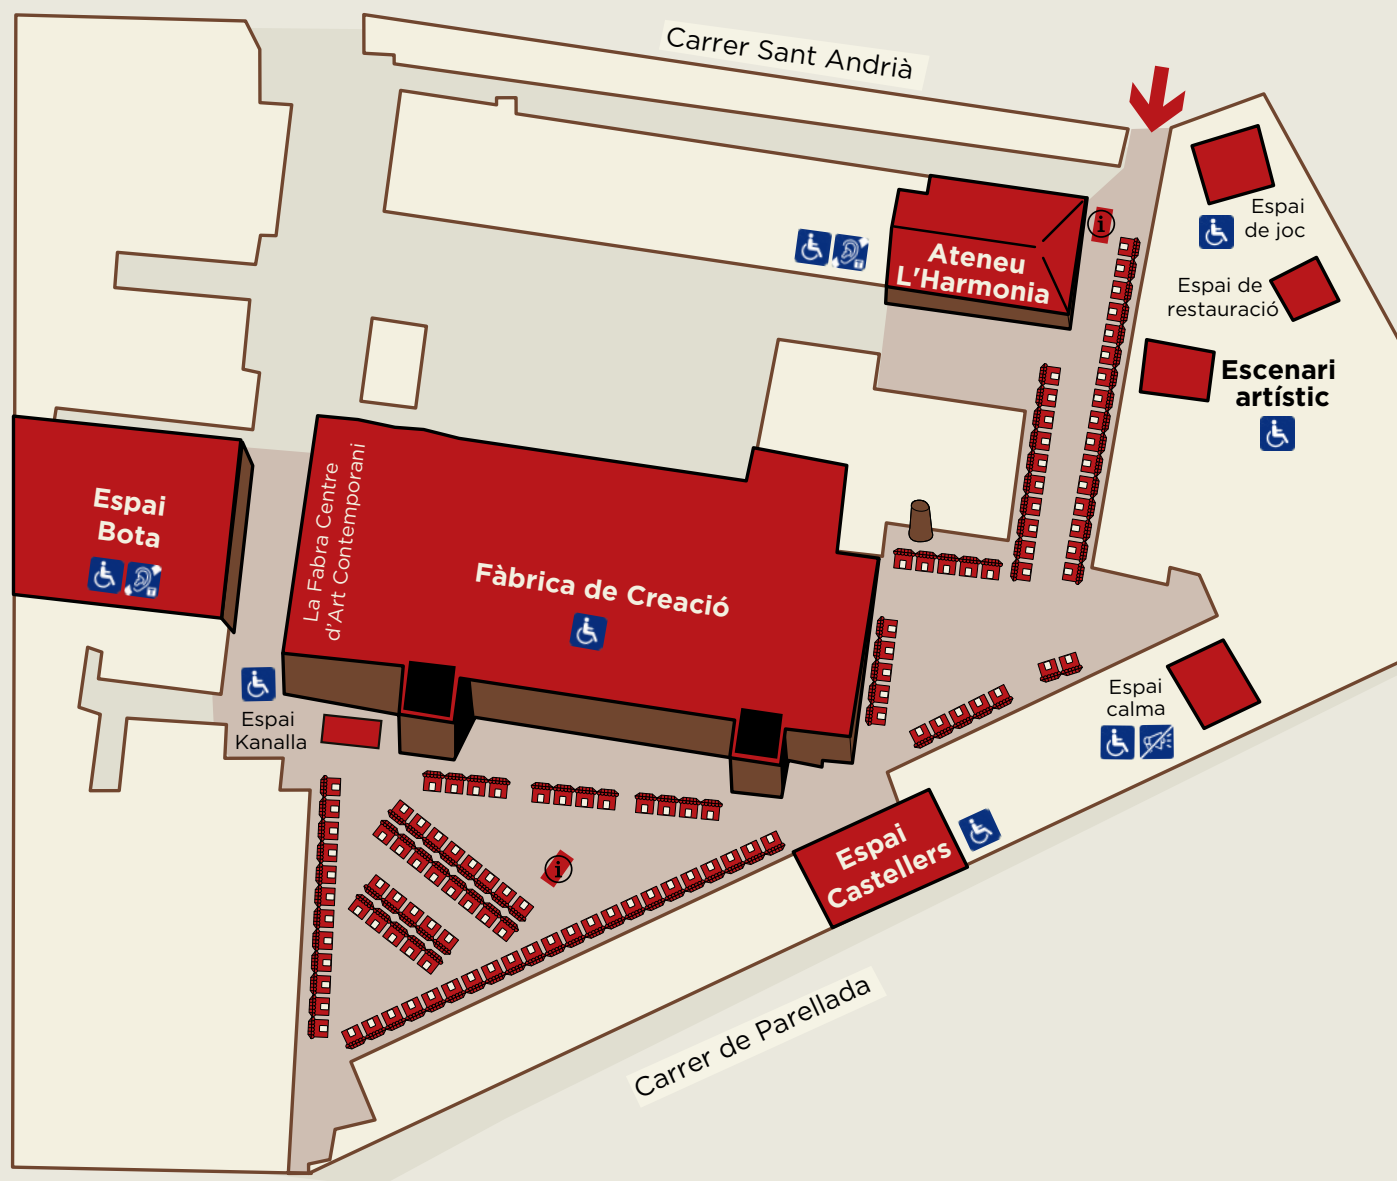 Carrer Sant Andrià
Espai
de joc
i
Ateneu
L'Harmonia
T
Espai de
restauració
Escenari
artístic
La Fabra Centre
d'Art Contemporani
Espai
Bota
T
Fàbrica de Creació
Espai
calma
Espai
Kanalla
Espai
Castellers
i
Carrer de Parellada